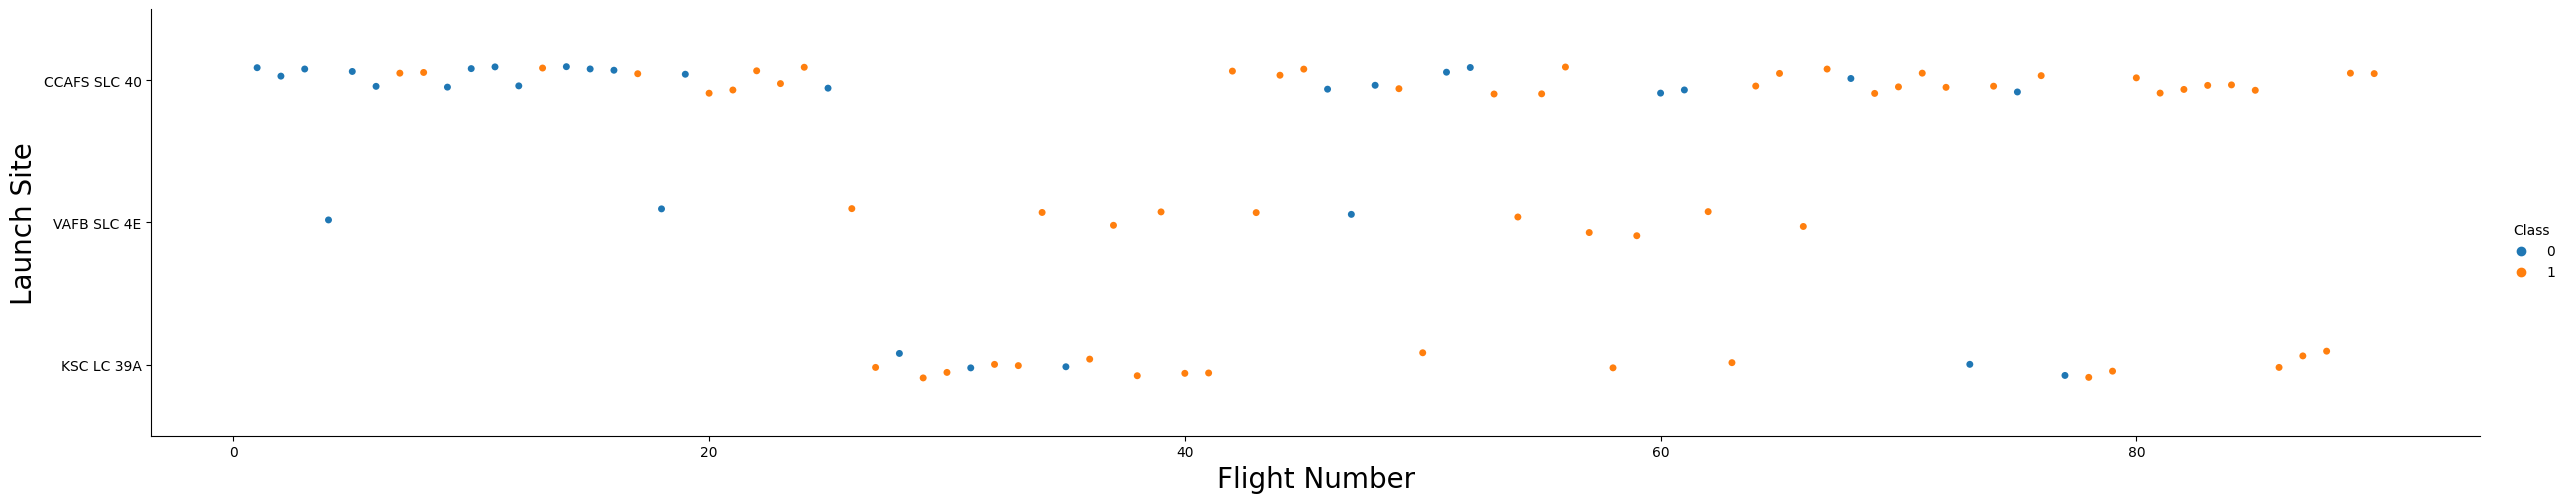 Launch Site
CCAFS SLC 40
VAFB SLC 4E
KSC LC 39A
0 20 40 60 80
Flight Number
Class
0
1